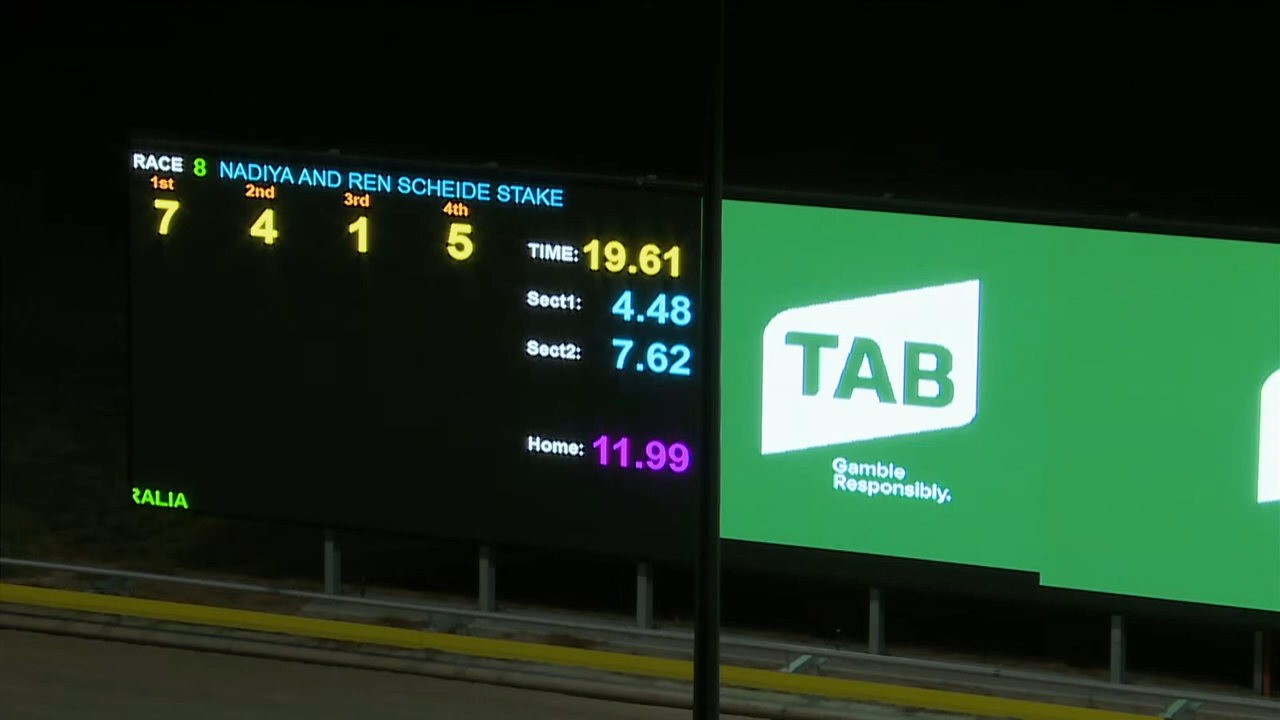 RACE 8 NADIYA AND REN SCHEIDE STAKE
1st 2nd 3rd 4th
7 4 1 5
TIME: 19.61
Sect1: 4.48
Sect2: 7.62
Home: 11.99
RALIA
TAB
Gamble
Responsibly.